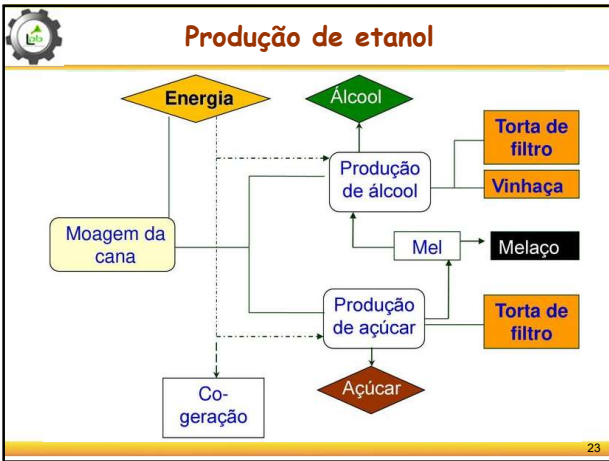 Lab
Produção de etanol
Energia
Álcool
Torta de
filtro
Produção
de álcool
Vinhaça
Moagem da
cana
Mel
Melaço
Produção
de açúcar
Torta de
filtro
Co-
geração
Açúcar
23